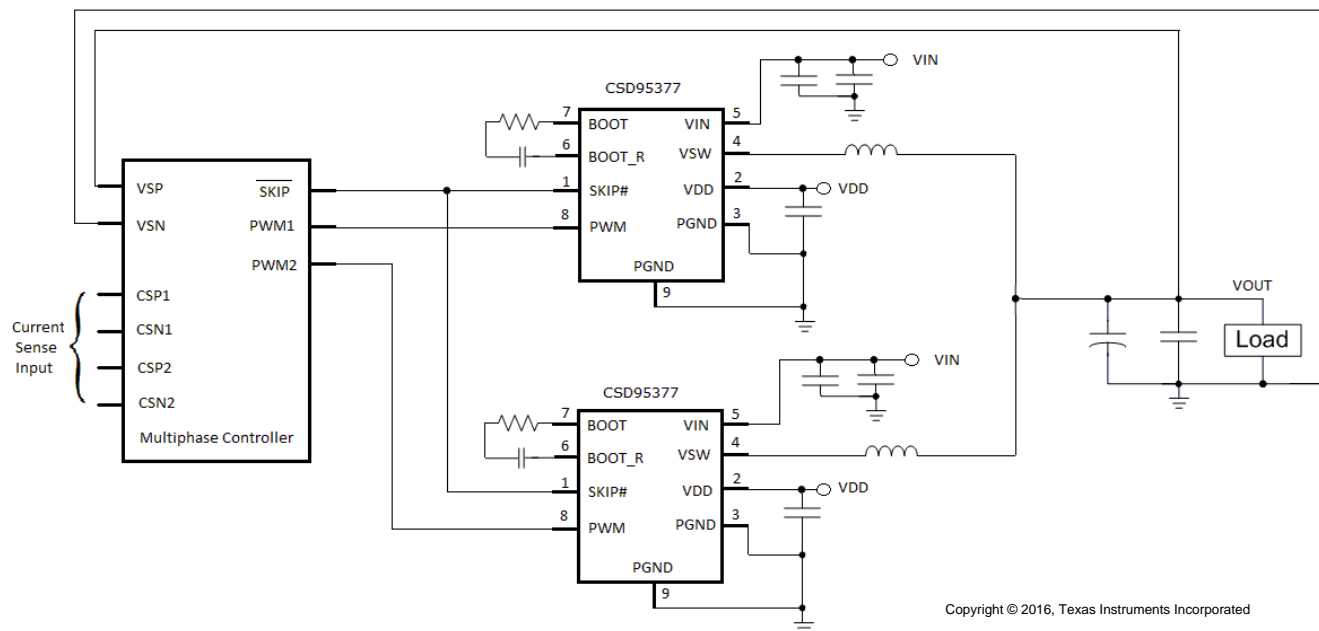 VIN
CSD95377
7
BOOT
VIN
5
6
BOOT_R
VSW
4
1
SKIP#
VDD
2
VDD
8
PWM
PGND
3
PGND
9
VSP
SKIP
VSN
PWM1
PWM2
CSP1
CSN1
CSP2
CSN2
Multiphase Controller
Current
Sense
Input
VOUT
Load
VIN
CSD95377
7
BOOT
VIN
5
6
BOOT_R
VSW
4
1
SKIP#
VDD
2
VDD
8
PWM
PGND
3
PGND
9
Copyright © 2016, Texas Instruments Incorporated